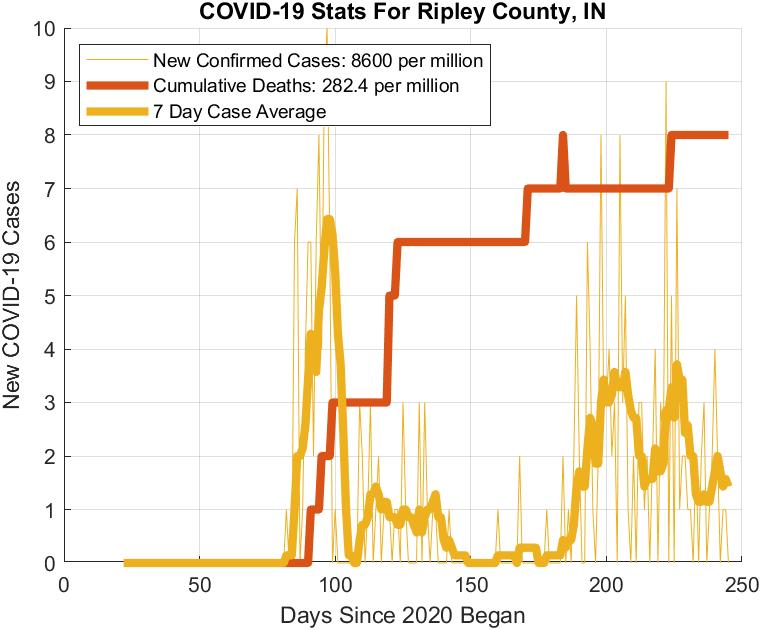 COVID-19 Stats For Ripley County, IN
New Confirmed Cases: 8600 per million
Cumulative Deaths: 282.4 per million
7 Day Case Average
New COVID-19 Cases
10
9
8
7
6
5
4
3
2
1
0
0 50 100 150 200 250
Days Since 2020 Began